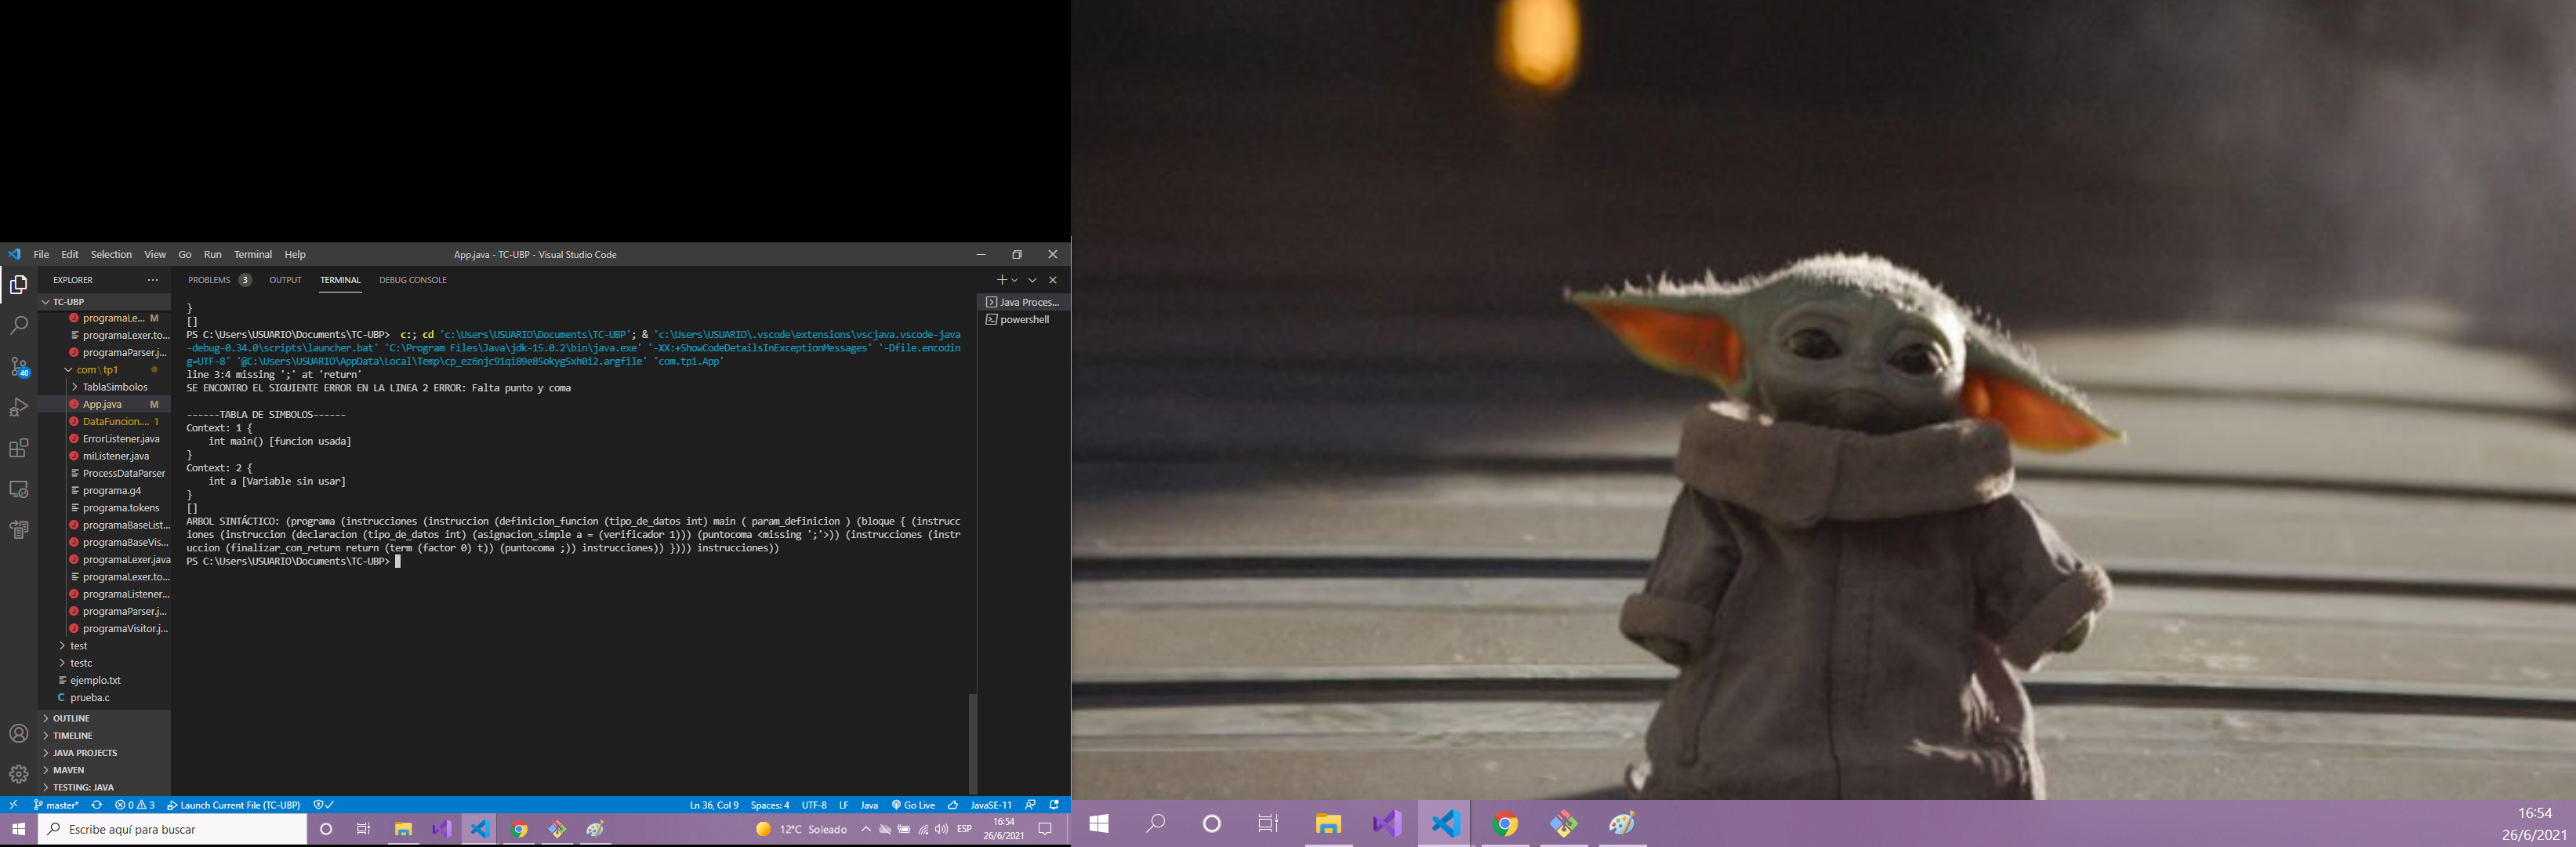 File Edit Selection View Go Run Terminal Help App.java - TC-UBP - Visual Studio Code
EXPLORER
PROBLEMS 3 OUTPUT TERMINAL DEBUG CONSOLE
TC-UBP
programaLe... M
programaLexer.to...
programaParser.j...
com\tp1
TablaSimbolos
App.java M
DataFuncion.... 1
ErrorListener.java
miListener.java
ProcessDataParser
programa.g4
programa.tokens
programaBaseList...
programaBaseVis...
programaLexer.java
programaLexer.to...
programaListener...
programaParser.j...
programaVisitor.j...
test
testc
ejemplo.txt
prueba.c
OUTLINE
TIMELINE
JAVA PROJECTS
MAVEN
TESTING: JAVA
40
}
[]
PS C:\Users\USUARIO\Documents\TC-UBP>  c:; cd 'c:\Users\USUARIO\Documents\TC-UBP'; & 'c:\Users\USUARIO\.vscode\extensions\vscjava.vscode-java
-debug-0.34.0\scripts\launcher.bat' 'C:\Program Files\Java\jdk-15.0.2\bin\java.exe' '-XX:+ShowCodeDetailsInExceptionMessages' '-Dfile.encodin
g=UTF-8' '@C:\Users\USUARIO\AppData\Local\Temp\cp_ez6njc91qi89e85okyg5xh0i2.argfile' 'com.tp1.App'
line 3:4 missing ';' at 'return'
SE ENCONTRO EL SIGUIENTE ERROR EN LA LINEA 2 ERROR: Falta punto y coma
------TABLA DE SIMBOLOS------
Context: 1 {
int main() [funcion usada]
}
Context: 2 {
int a [Variable sin usar]
}
[]
ARBOL SINTÁCTICO: (programa (instrucciones (instruccion (definicion_funcion (tipo_de_datos int) main ( param_definicion ) (bloque { (instrucc
iones (instruccion (declaracion (tipo_de_datos int) (asignacion_simple a = (verificador 1))) (puntocoma <missing ';'>)) (instrucciones (instr
uccion (finalizar_con_return return (term (factor 0) t)) (puntocoma ;)) instrucciones)) }))) instrucciones))
PS C:\Users\USUARIO\Documents\TC-UBP>
Java Proces...
powershell
master* 0 3 Launch Current File (TC-UBP) Ln 36, Col 9 Spaces: 4 UTF-8 LF Java Go Live JavaSE-11
Escribe aquí para buscar
12°C Soleado ESP
16:54
26/6/2021
16:54
26/6/2021